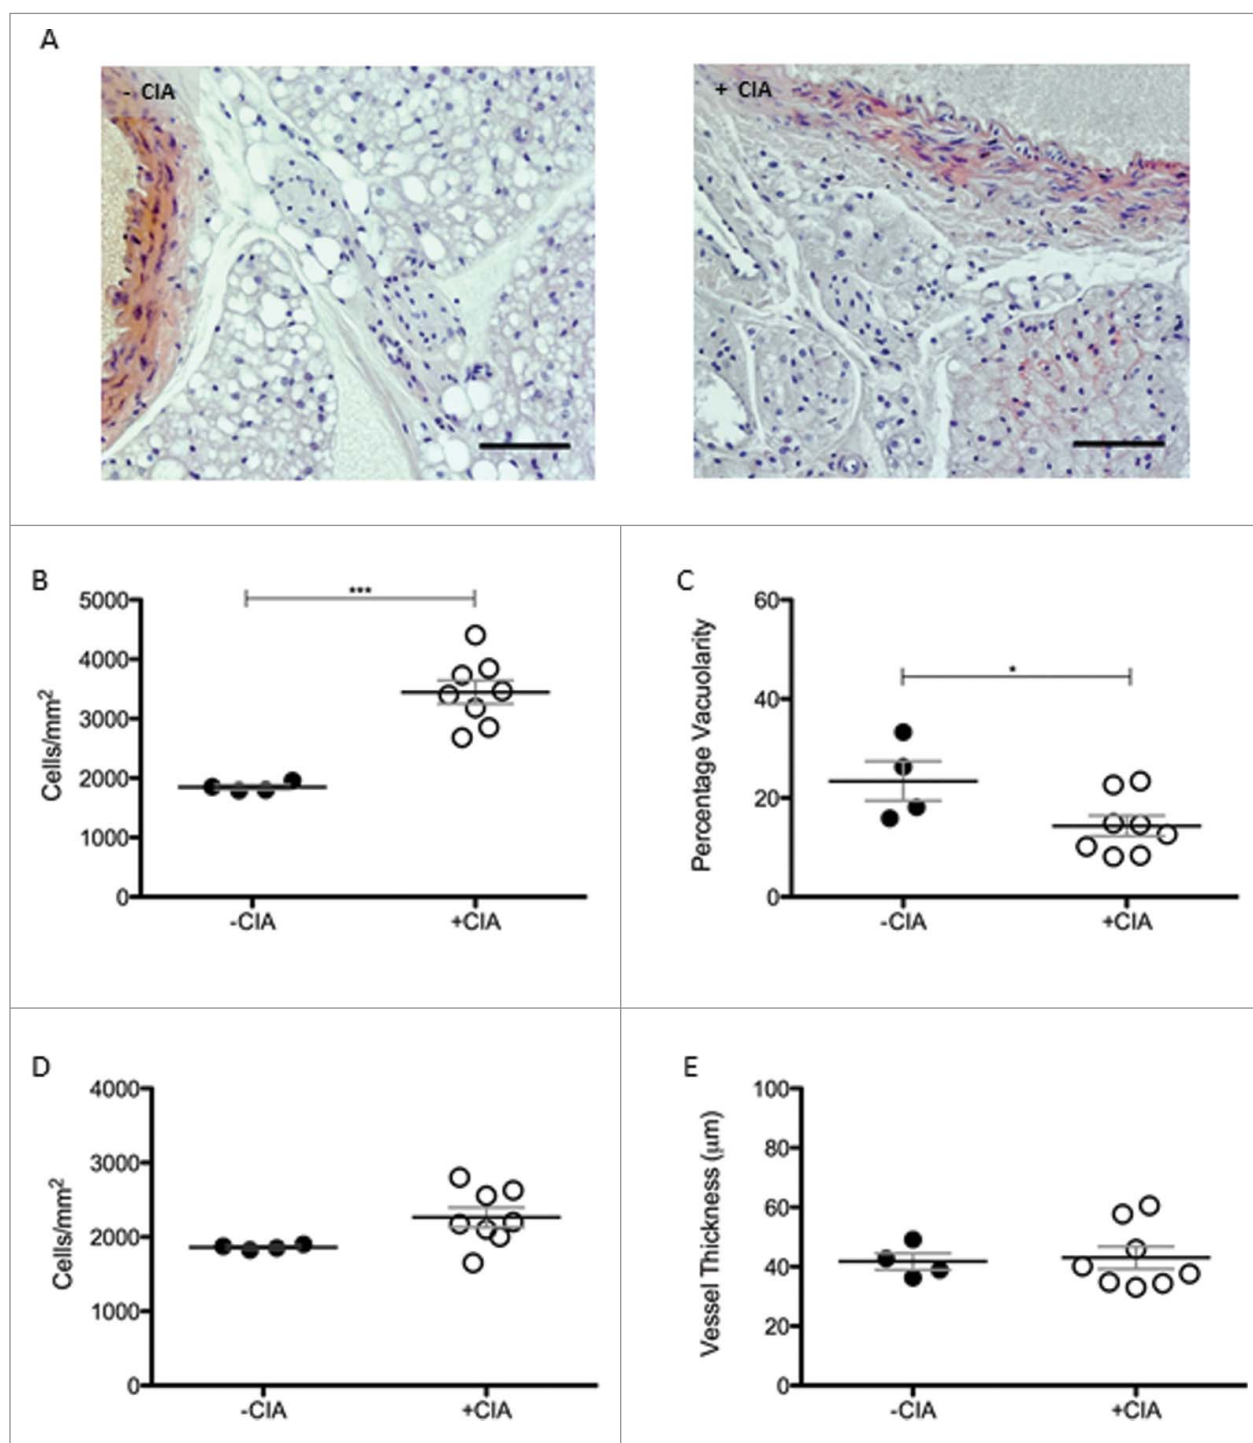 A
- CIA
+ CIA
B
***
5000
4000
3000
2000
1000
0
Cells/mm²
-CIA
+CIA
C
*
60
40
20
0
Percentage Vacuolarity
-CIA
+CIA
D
4000
3000
2000
1000
0
Cells/mm²
-CIA
+CIA
E
100
80
60
40
20
0
Vessel Thickness (μm)
-CIA
+CIA